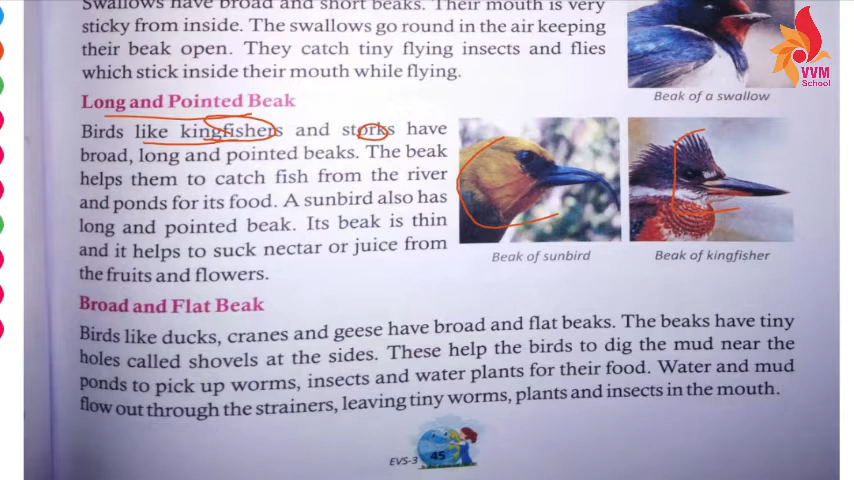 Swallows have broad and short beaks. Their mouth is very
sticky from inside. The swallows go round in the air keeping
their beak open. They catch tiny flying insects and flies
which stick inside their mouth while flying.
Beak of a swallow
Long and Pointed Beak
Birds like kingfishers and storks have
broad, long and pointed beaks. The beak
helps them to catch fish from the river
and ponds for its food. A sunbird also has
long and pointed beak. Its beak is thin
and it helps to suck nectar or juice from
the fruits and flowers.
Beak of sunbird
Beak of kingfisher
Broad and Flat Beak
Birds like ducks, cranes and geese have broad and flat beaks. The beaks have tiny
holes called shovels at the sides. These help the birds to dig the mud near the
ponds to pick up worms, insects and water plants for their food. Water and mud
flow out through the strainers, leaving tiny worms, plants and insects in the mouth.
EVS-3
45
VVM
School